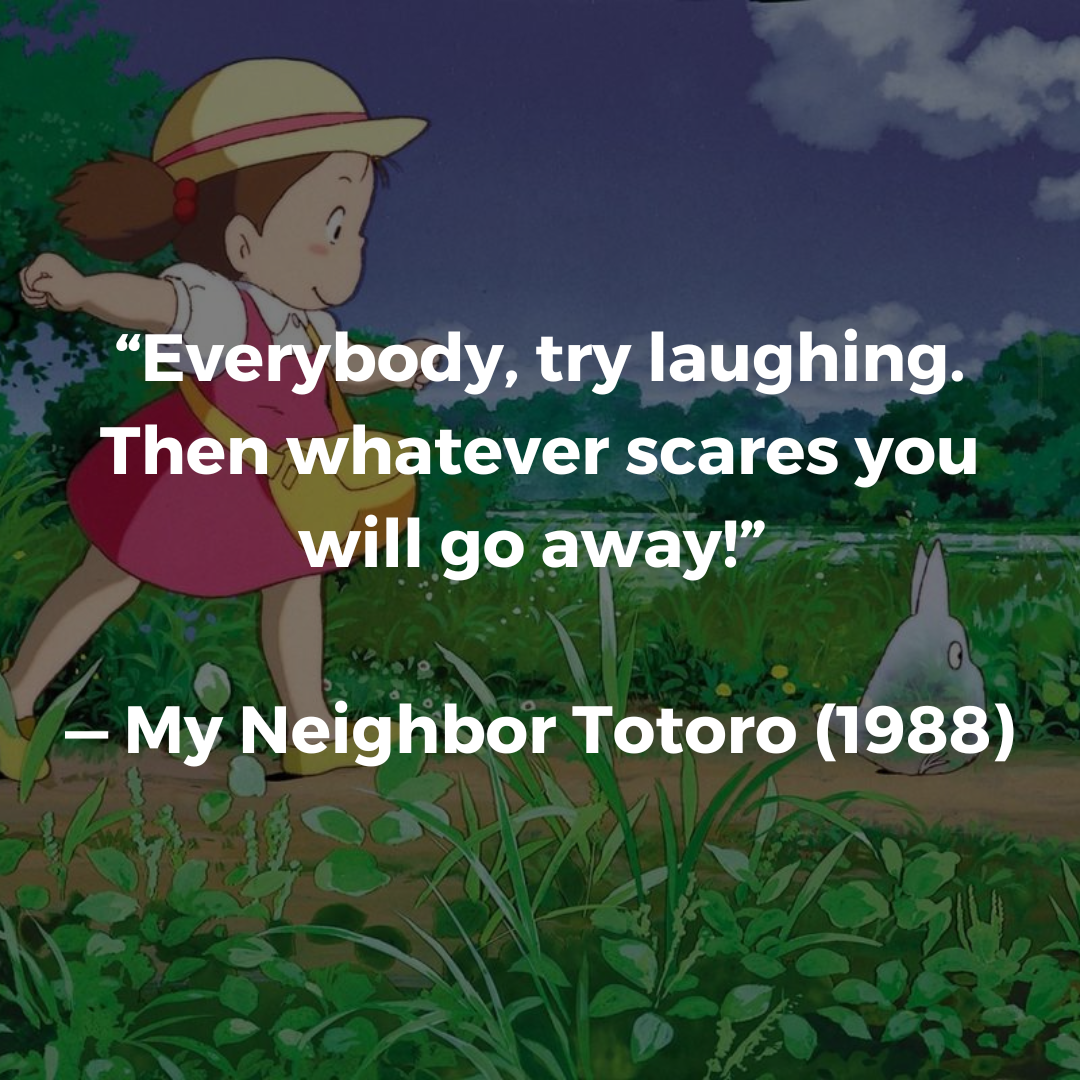 “Everybody, try laughing.
Then whatever scares you
will go away!”
— My Neighbor Totoro (1988)